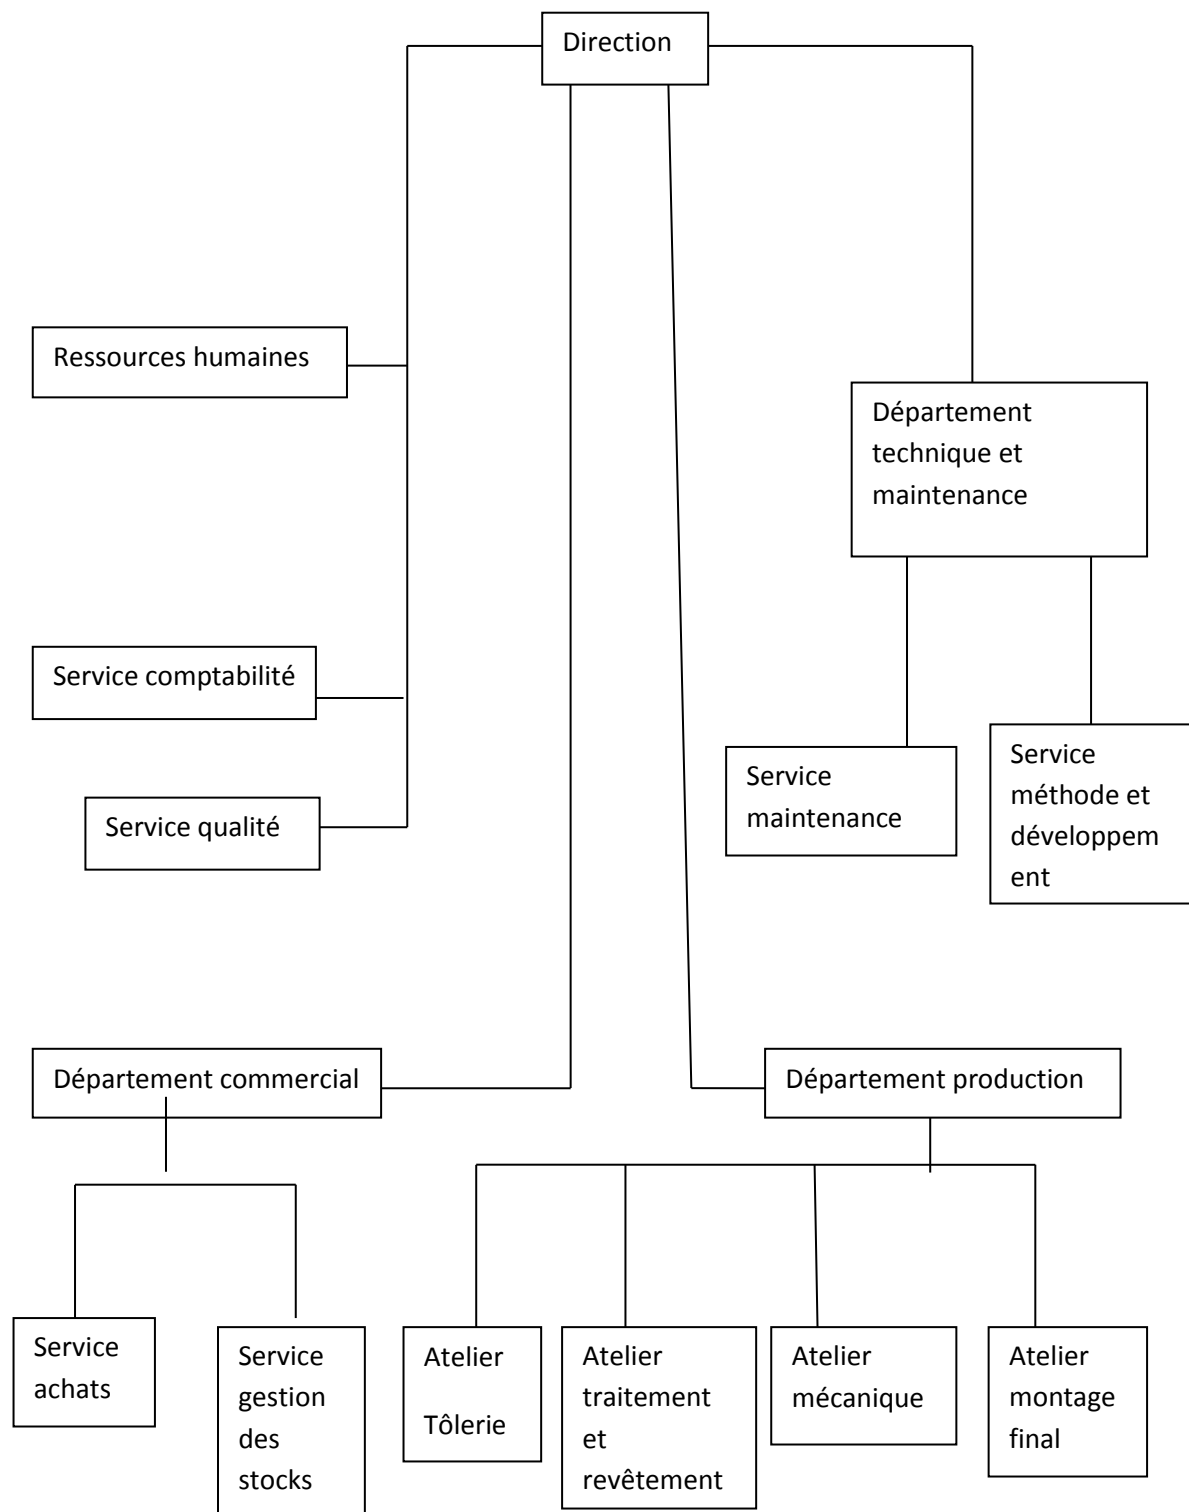 Direction
Ressources humaines
Département
technique et
maintenance
Service comptabilité
Service qualité
Service
maintenance
Service
méthode et
développem
ent
Département commercial
Département production
Service
achats
Service
gestion
des
stocks
Atelier
Tôlerie
Atelier
traitement
et
revêtement
Atelier
mécanique
Atelier
montage
final